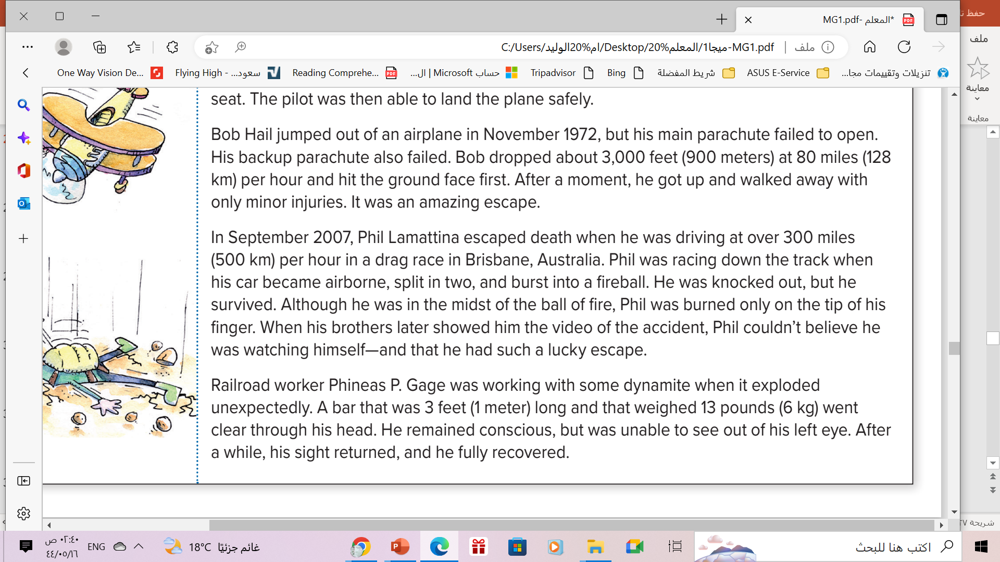 المعلم -MG1.pdf*
حفظ
ملف
C:/Users/ام%20الوليد/Desktop/20%المعلم/ميجا1-MG1.pdf
ملف
One Way Vision De...
Flying High - سعود...
Reading Comprehe...
حساب Microsoft | ال...
Tripadvisor
Bing
شريط المفضلة
ASUS E-Service
تنزيلات وتقييمات مجا...
معاينة
معاينة
seat. The pilot was then able to land the plane safely.
Bob Hail jumped out of an airplane in November 1972, but his main parachute failed to open.
His backup parachute also failed. Bob dropped about 3,000 feet (900 meters) at 80 miles (128
km) per hour and hit the ground face first. After a moment, he got up and walked away with
only minor injuries. It was an amazing escape.
In September 2007, Phil Lamattina escaped death when he was driving at over 300 miles
(500 km) per hour in a drag race in Brisbane, Australia. Phil was racing down the track when
his car became airborne, split in two, and burst into a fireball. He was knocked out, but he
survived. Although he was in the midst of the ball of fire, Phil was burned only on the tip of his
finger. When his brothers later showed him the video of the accident, Phil couldn’t believe he
was watching himself—and that he had such a lucky escape.
Railroad worker Phineas P. Gage was working with some dynamite when it exploded
unexpectedly. A bar that was 3 feet (1 meter) long and that weighed 13 pounds (6 kg) went
clear through his head. He remained conscious, but was unable to see out of his left eye. After
a while, his sight returned, and he fully recovered.
شريحة ٢٧
٠٢:٤٠ ص
٤٤/٠٥/١٦
ENG
18°C غائم جزئيًا
اكتب هنا للبحث